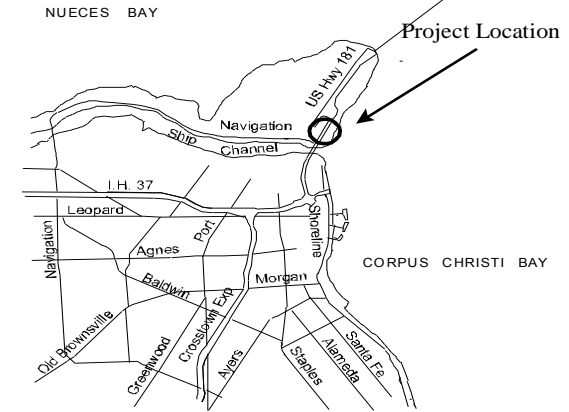 NUECES BAY
Project Location
US Hwy 181
Navigation
Ship
Channel
I.H. 37
Leopard
Port
Shoreline
Navigation
Agnes
CORPUS CHRISTI BAY
Baldwin
Morgan
Crosstown Exp
Old Brownsville
Greenwood
Ayers
Staples
Alameda
Santa Fe